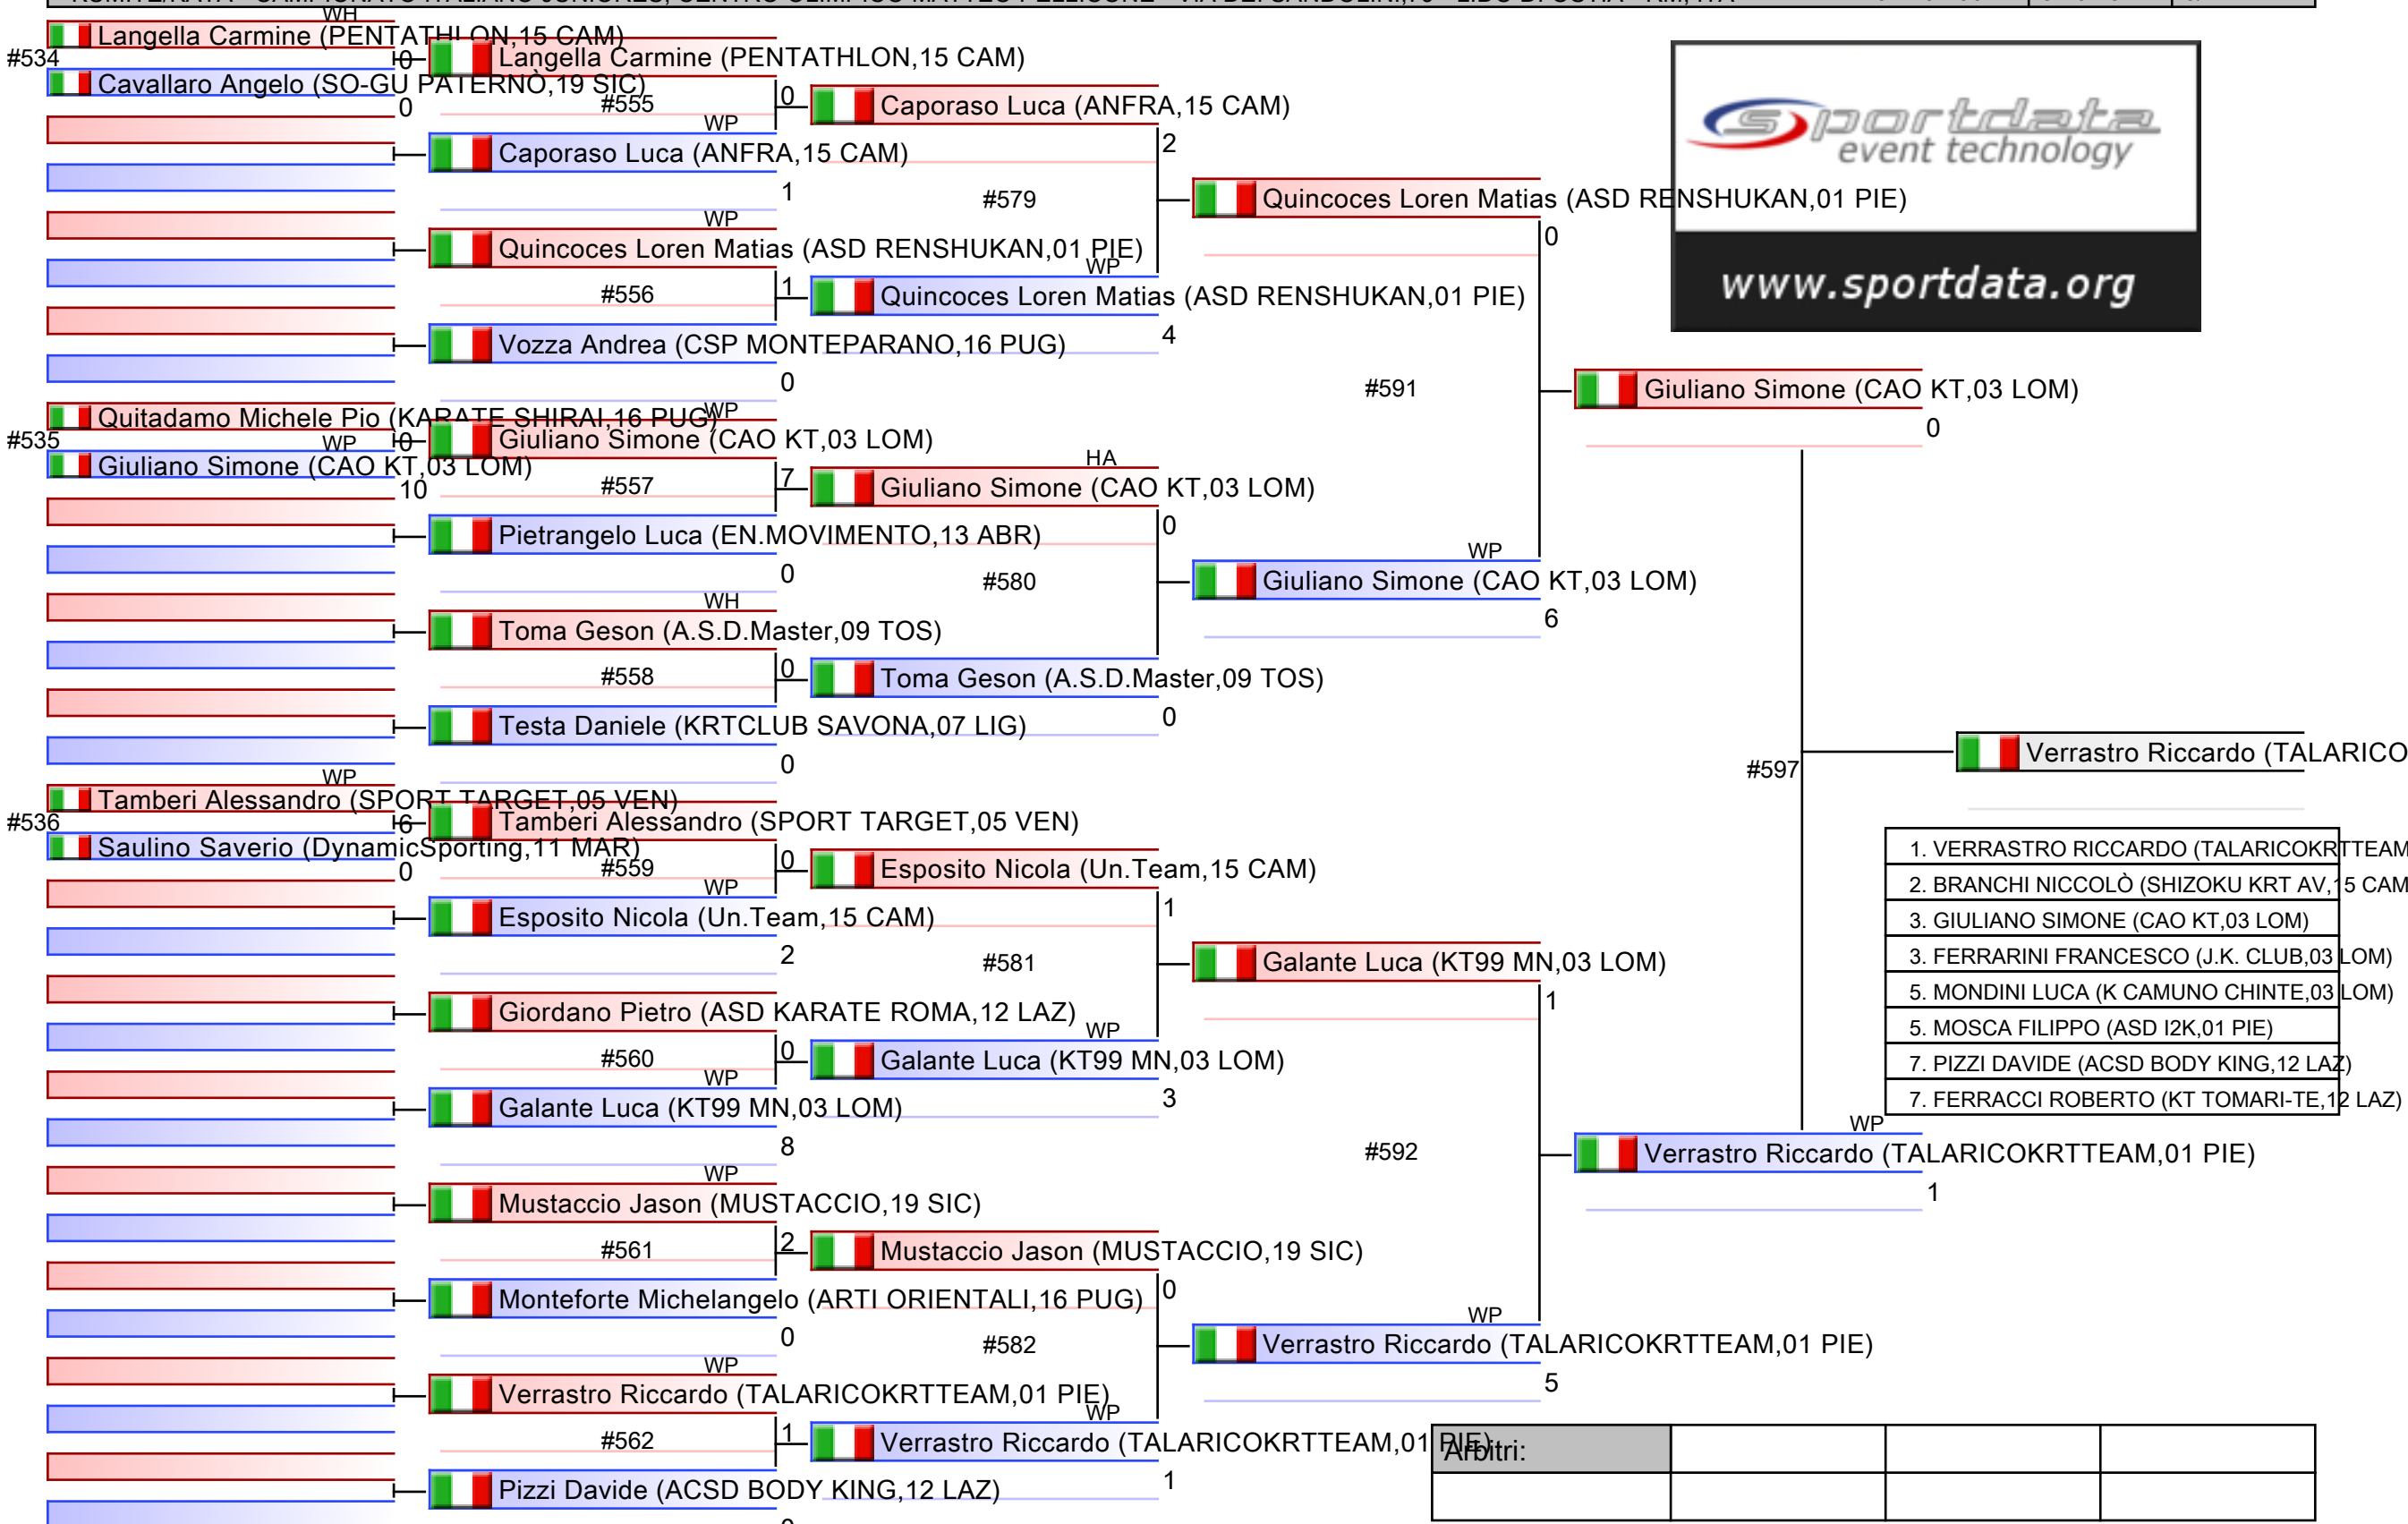 WH
Langella Carmine (PENTATHLON,15 CAM)
#534
0
Langella Carmine (PENTATHLON,15 CAM)
Cavallaro Angelo (SO-GU PATERNÒ,19 SIC)
0
#555
0
Caporaso Luca (ANFRA,15 CAM)
WP
Caporaso Luca (ANFRA,15 CAM)
2
1
#579
Quincoces Loren Matias (ASD RENSHUKAN,01 PIE)
WP
0
Quincoces Loren Matias (ASD RENSHUKAN,01 PIE)
WP
#556
1
Quincoces Loren Matias (ASD RENSHUKAN,01 PIE)
4
Vozza Andrea (CSP MONTEPARANO,16 PUG)
0
#591
Giuliano Simone (CAO KT,03 LOM)
0
Quitadamo Michele Pio (KARATE SHIRAI,16 PUG)
WP
#535
WP
0
Giuliano Simone (CAO KT,03 LOM)
Giuliano Simone (CAO KT,03 LOM)
10
HA
#557
7
Giuliano Simone (CAO KT,03 LOM)
0
Pietrangelo Luca (EN.MOVIMENTO,13 ABR)
0
WP
#580
Giuliano Simone (CAO KT,03 LOM)
6
WH
Toma Geson (A.S.D.Master,09 TOS)
#558
0
Toma Geson (A.S.D.Master,09 TOS)
0
Testa Daniele (KRTCLUB SAVONA,07 LIG)
0
#597
Verrastro Riccardo (TALARICO
WP
Tamberi Alessandro (SPORT TARGET,05 VEN)
#536
6
Tamberi Alessandro (SPORT TARGET,05 VEN)
Saulino Saverio (DynamicSporting,11 MAR)
0
#559
0
Esposito Nicola (Un.Team,15 CAM)
WP
Esposito Nicola (Un.Team,15 CAM)
1
2
#581
Galante Luca (KT99 MN,03 LOM)
1
Giordano Pietro (ASD KARATE ROMA,12 LAZ)
WP
#560
0
Galante Luca (KT99 MN,03 LOM)
3
WP
Galante Luca (KT99 MN,03 LOM)
8
#592
WP
Verrastro Riccardo (TALARICOKRTTEAM,01 PIE)
1
WP
Mustaccio Jason (MUSTACCIO,19 SIC)
#561
2
Mustaccio Jason (MUSTACCIO,19 SIC)
0
Monteforte Michelangelo (ARTI ORIENTALI,16 PUG)
0
WP
#582
Verrastro Riccardo (TALARICOKRTTEAM,01 PIE)
5
WP
Verrastro Riccardo (TALARICOKRTTEAM,01 PIE)
WP
#562
1
Verrastro Riccardo (TALARICOKRTTEAM,01 PIE)
1
Pizzi Davide (ACSD BODY KING,12 LAZ)
sportdata
event technology
www.sportdata.org
1. VERRASTRO RICCARDO (TALARICOKRTTEAM
2. BRANCHI NICCOLÒ (SHIZOKU KRT AV,15 CAM
3. GIULIANO SIMONE (CAO KT,03 LOM)
3. FERRARINI FRANCESCO (J.K. CLUB,03 LOM)
5. MONDINI LUCA (K CAMUNO CHINTE,03 LOM)
5. MOSCA FILIPPO (ASD I2K,01 PIE)
7. PIZZI DAVIDE (ACSD BODY KING,12 LAZ)
7. FERRACCI ROBERTO (KT TOMARI-TE,12 LAZ)
Arbitri: